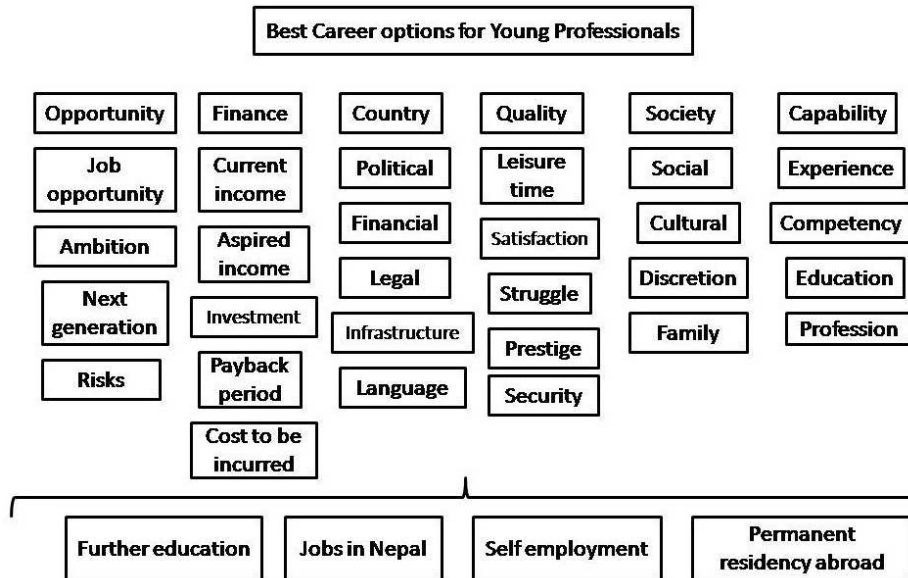 Best Career options for Young Professionals
Opportunity
Finance
Country
Quality
Society
Capability
Job
opportunity
Current
income
Political
Leisure
time
Social
Experience
Ambition
Aspired
income
Financial
Satisfaction
Cultural
Competency
Next
generation
Investment
Legal
Struggle
Discretion
Education
Risks
Payback
period
Infrastructure
Prestige
Family
Profession
Cost to be
incurred
Language
Security
Further education
Jobs in Nepal
Self employment
Permanent
residency abroad